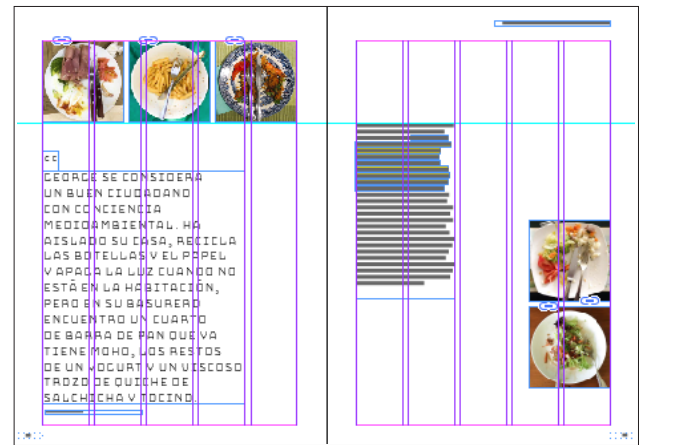 “
GEORGE SE CONSIDERA
UN BUEN CIUDADANO
CON CONCIENCIA
MEDIOAMBIENTAL. HA
AISLADO SU CASA, RECICLA
LAS BOTELLAS Y EL PAPEL
Y APAGA LA LUZ CUANDO NO
ESTÁ EN LA HABITACIÓN,
PERO EN SU BASURERO
ENCUENTRO UN CUARTO
DE BARRA DE PAN QUE YA
TIENE MOHO, LOS RESTOS
DE UN YOGURT Y UN VISCOSO
TROZO DE QUICHE DE
SALCHICHA Y TOCINO.